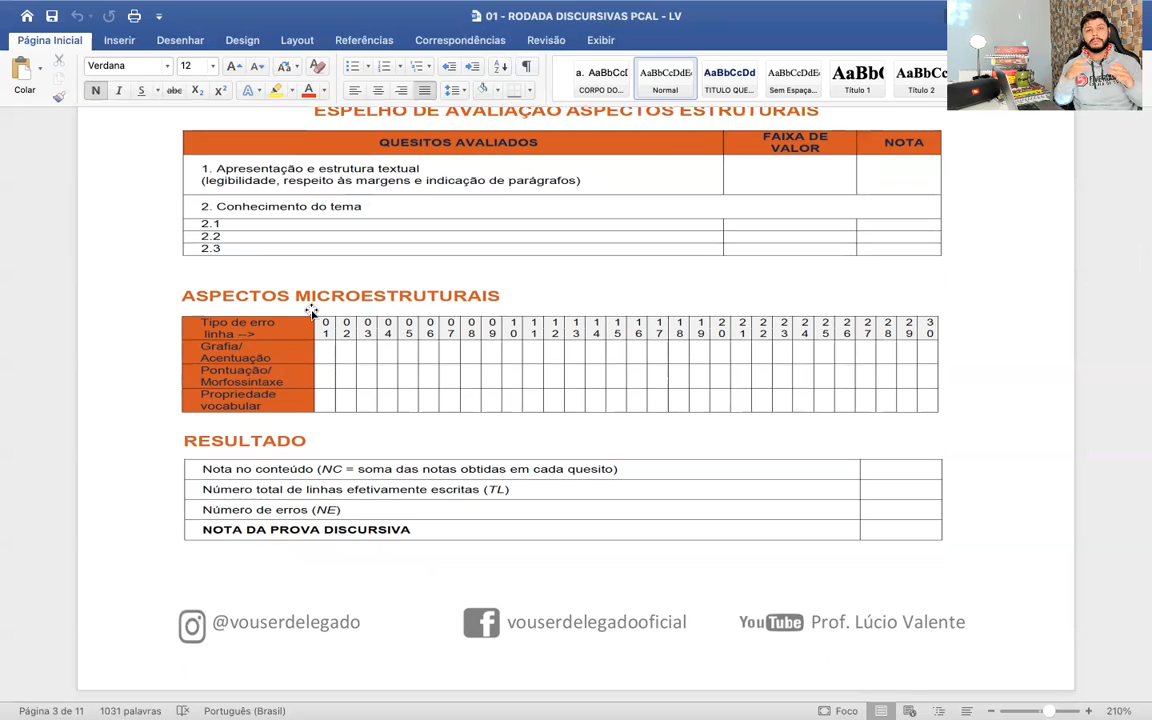 01 - RODADA DISCURSIVAS PCAL - LV
Página Inicial Inserir Desenhar Design Layout Referências Correspondências Revisão Exibir
Colar
Verdana 12
N I S abc X₂ X²
a. AaBbCcl AaBbCcDdEe AaBbCcDd AaBbCcDdEe AaBb( AaBbCc
CORPO DO... Normal TITULO QUE... Sem Espaça... Título 1 Título 2
ESPELHO DE AVALIAÇÃO ASPECTOS ESTRUTURAIS
QUESITOS AVALIADOS FAIXA DE VALOR NOTA
1. Apresentação e estrutura textual
(legibilidade, respeito às margens e indicação de parágrafos)
2. Conhecimento do tema
2.1
2.2
2.3
ASPECTOS MICROESTRUTURAIS
Tipo de erro
linha --> 01 02 03 04 05 06 07 08 09 10 11 12 13 14 15 16 17 18 19 20 21 22 23 24 25 26 27 28 29 30
Grafia/
Acentuação
Pontuação/
Morfossintaxe
Propriedade
vocabular
RESULTADO
Nota no conteúdo (NC = soma das notas obtidas em cada quesito)
Número total de linhas efetivamente escritas (TL)
Número de erros (NE)
NOTA DA PROVA DISCURSIVA
@vouserdelegado vouserdelegadooficial YouTube Prof. Lúcio Valente
Página 3 de 11 1031 palavras Português (Brasil) Foco 210%